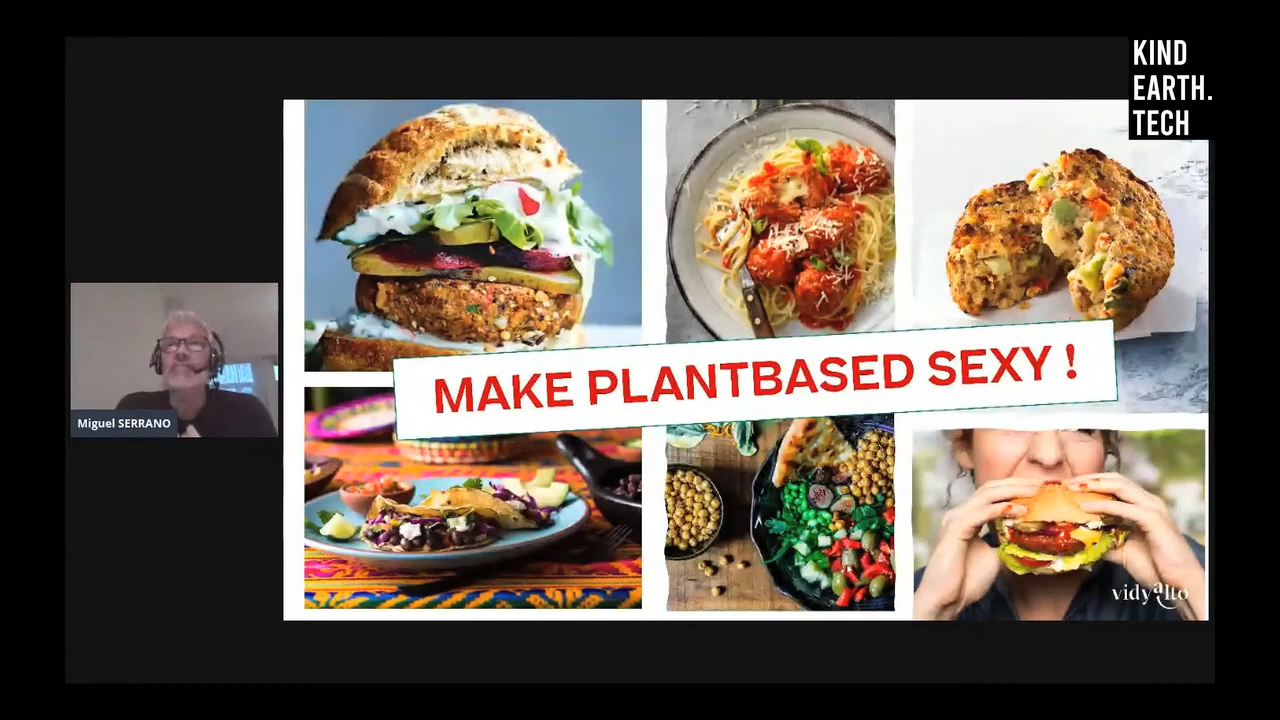 KIND
EARTH.
TECH
MAKE PLANTBASED SEXY !
Miguel SERRANO
vidyalto